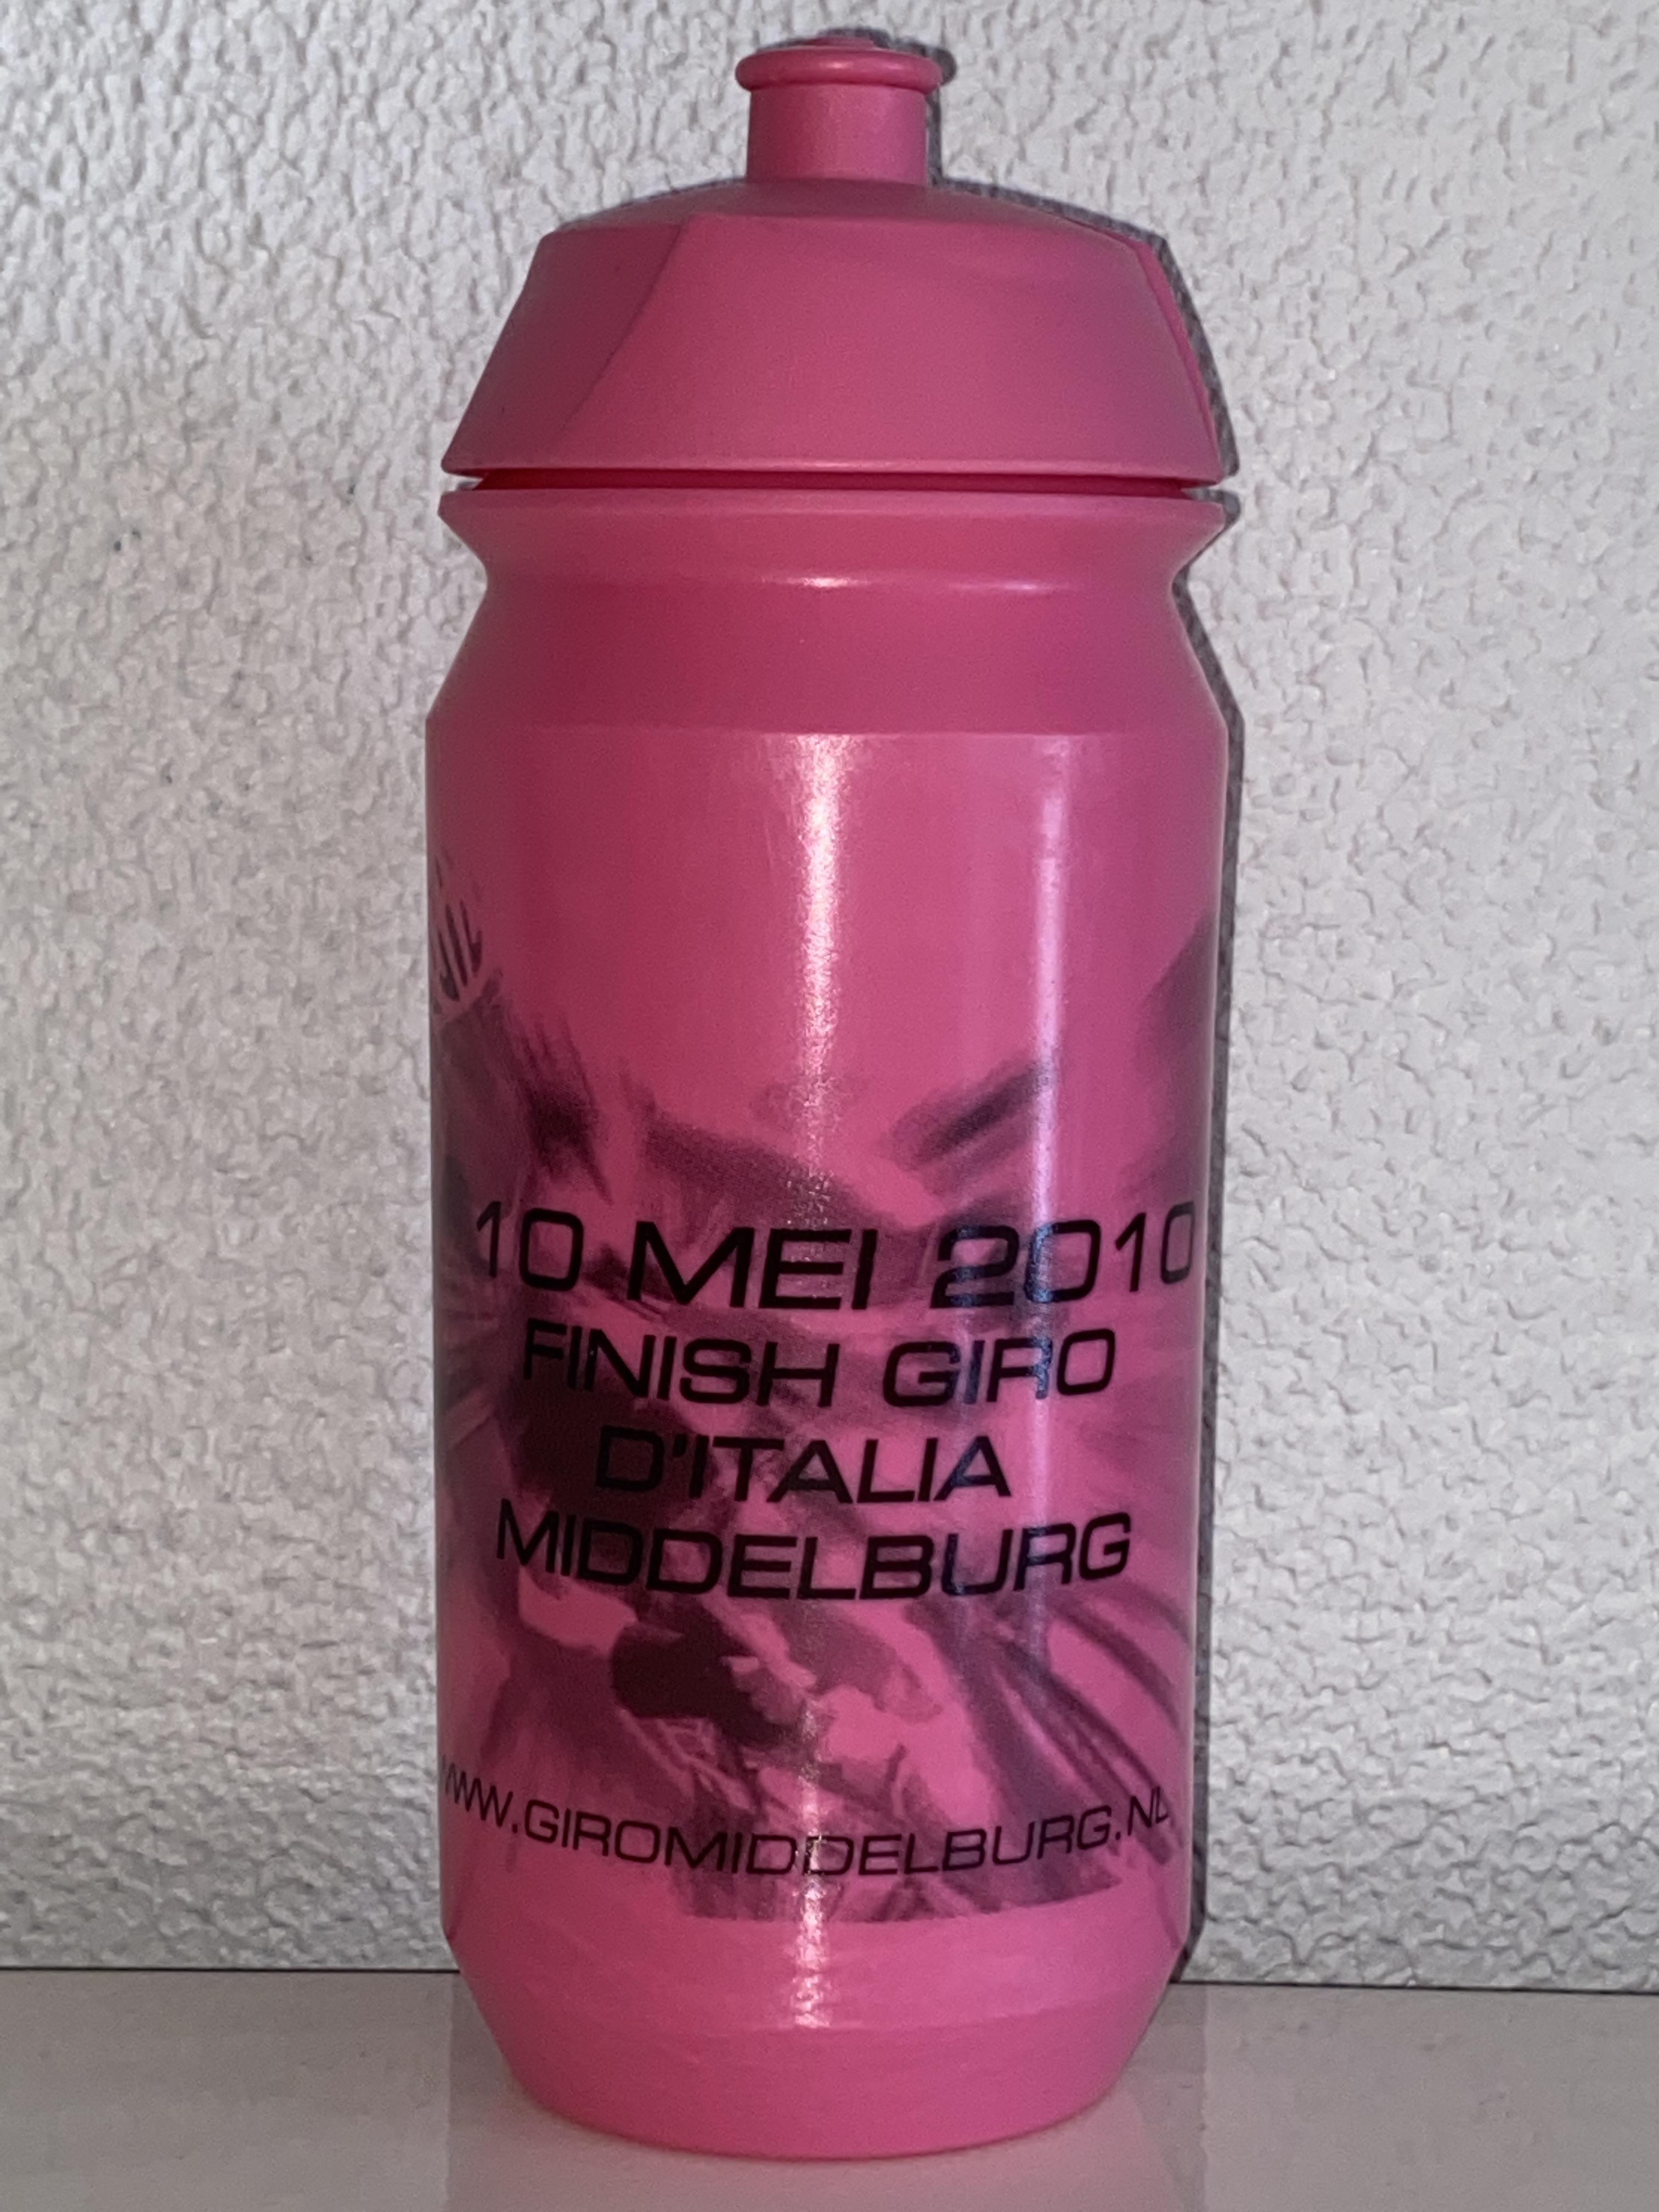 10 MEI 2010
FINISH GIRO
D'ITALIA
MIDDELBURG
WWW.GIROMIDDELBURG.NL